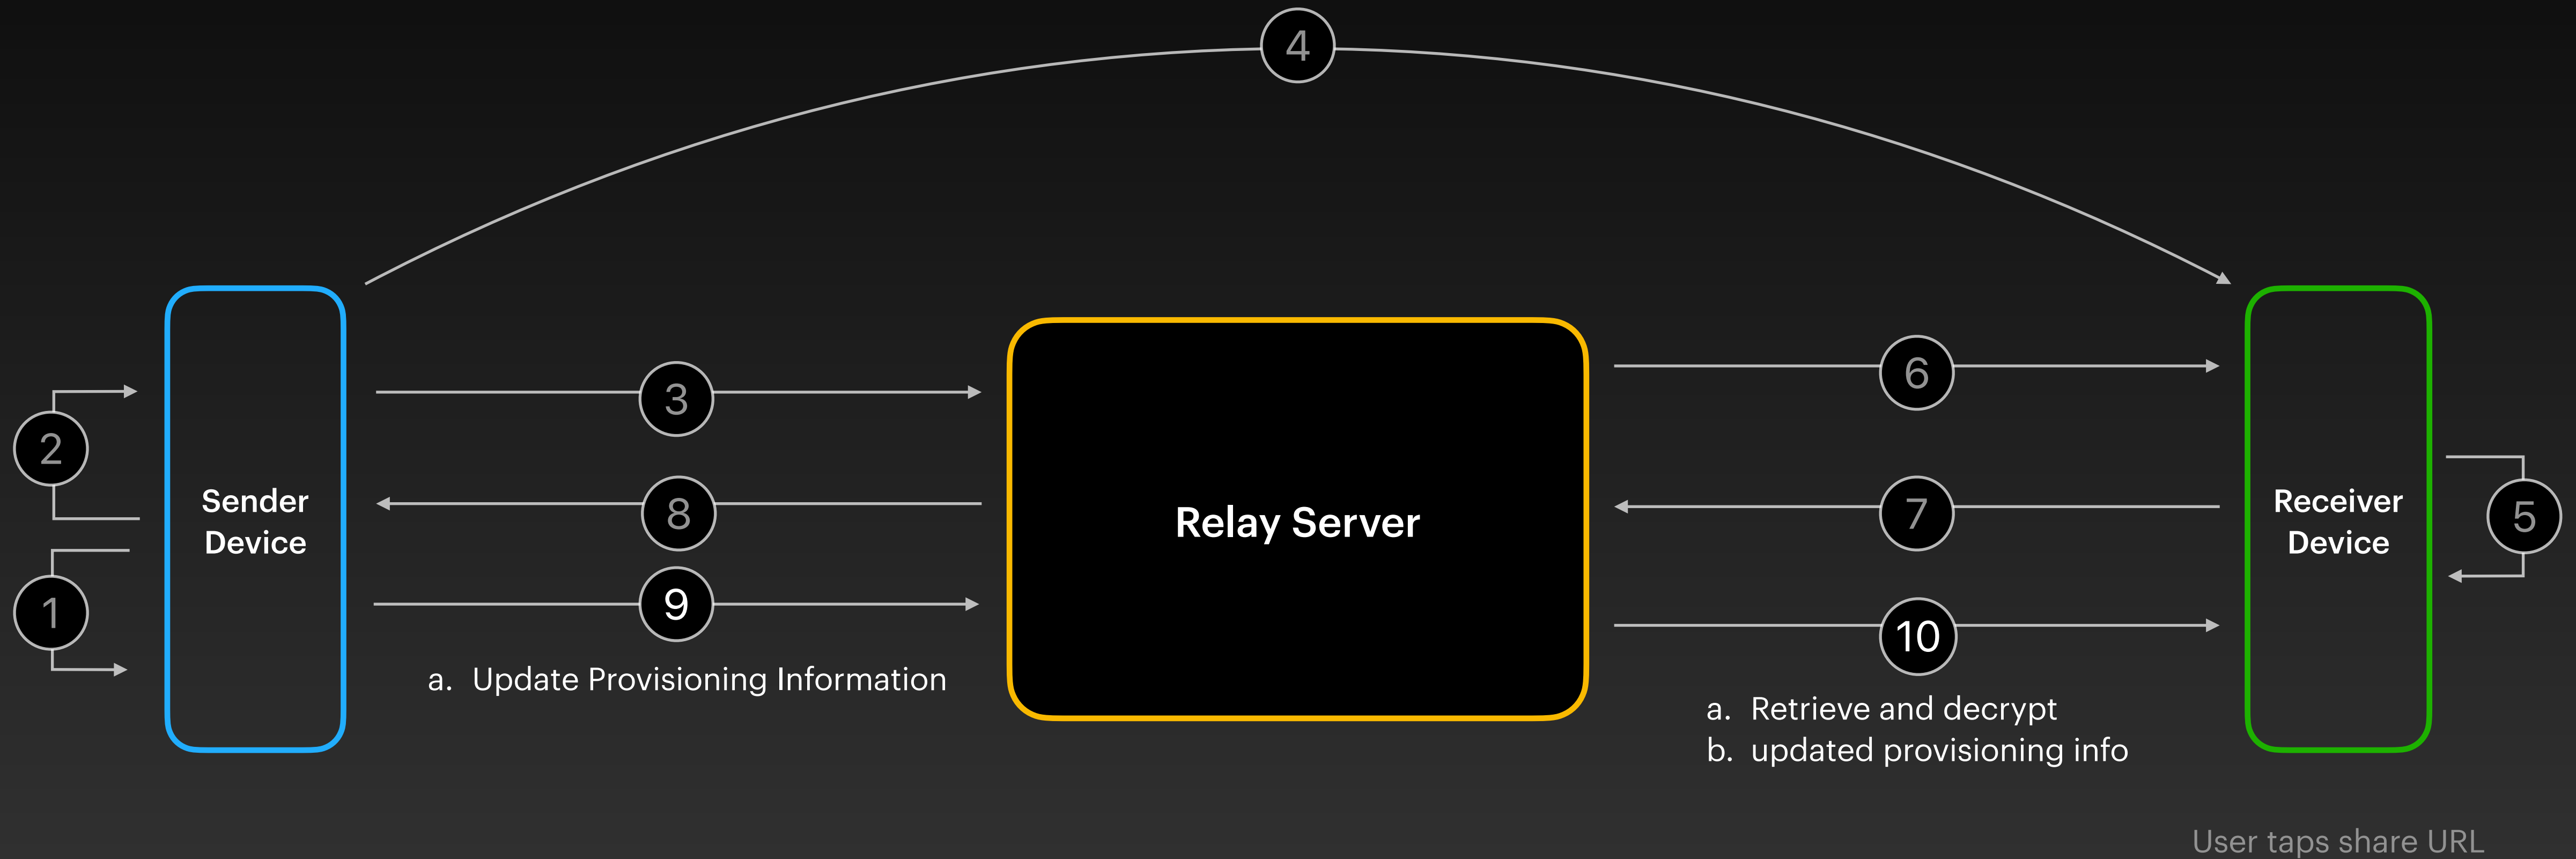 4
3
6
2
Sender
Device
8
Relay Server
7
Receiver
Device
5
1
9
10
a. Update Provisioning Information
a. Retrieve and decrypt
b. updated provisioning info
User taps share URL